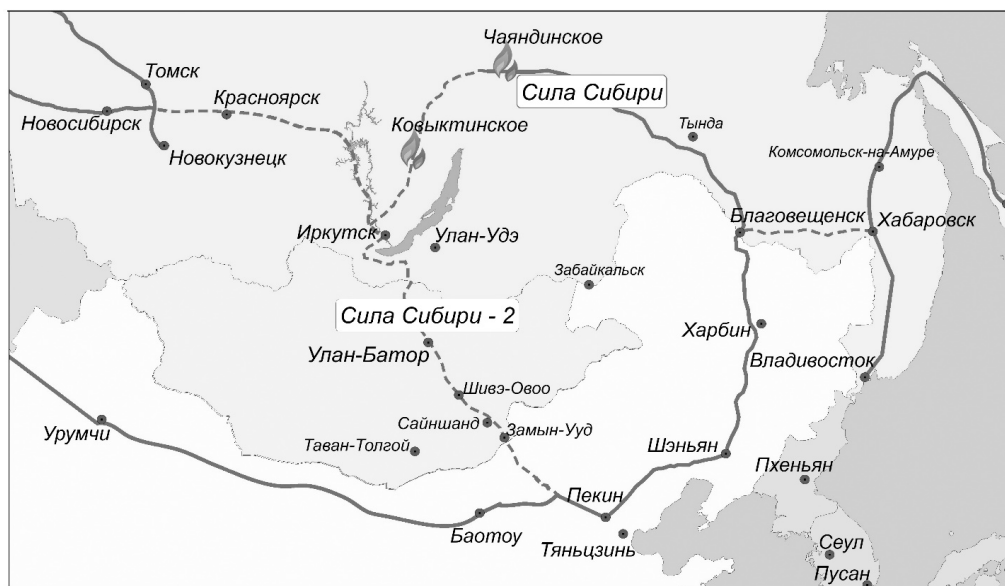 Чаяндинское
Томск
Сила Сибири
Красноярск
Новосибирск
Ковыктинское
Тында
Новокузнецк
Комсомольск-на-Амуре
Благовещенск
Хабаровск
Иркутск
Улан-Удэ
Забайкальск
Сила Сибири - 2
Харбин
Улан-Батор
Владивосток
Шивэ-Овоо
Сайншанд
Замын-Ууд
Урумчи
Таван-Толгой
Шэньян
Пхеньян
Пекин
Баотоу
Тяньцзинь
Сеул
Пусан